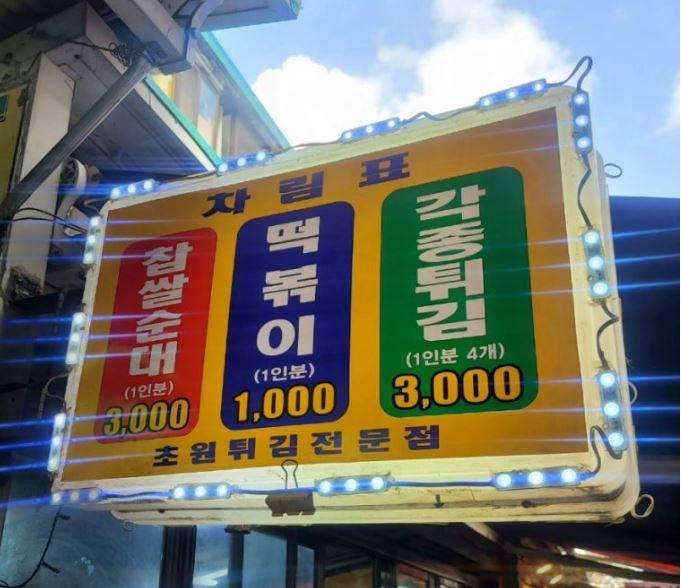 차림표
찹쌀순대
(1인분)
3,000
떡볶이
(1인분)
1,000
각종튀김
(1인분 4개)
3,000
초원튀김전문점